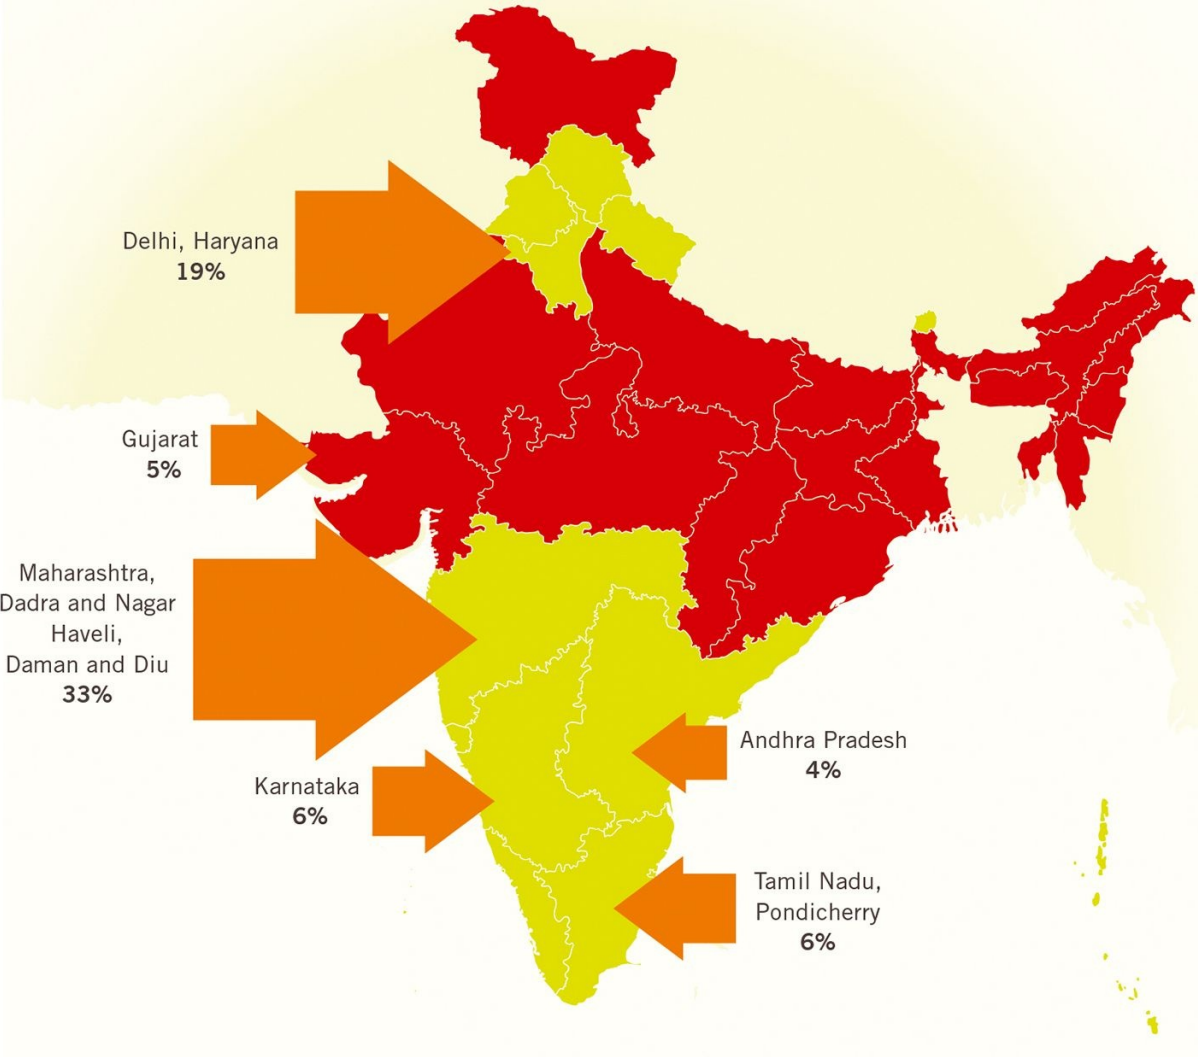 Delhi, Haryana
19%
Gujarat
5%
Maharashtra,
Dadra and Nagar
Haveli,
Daman and Diu
33%
Karnataka
6%
Andhra Pradesh
4%
Tamil Nadu,
Pondicherry
6%